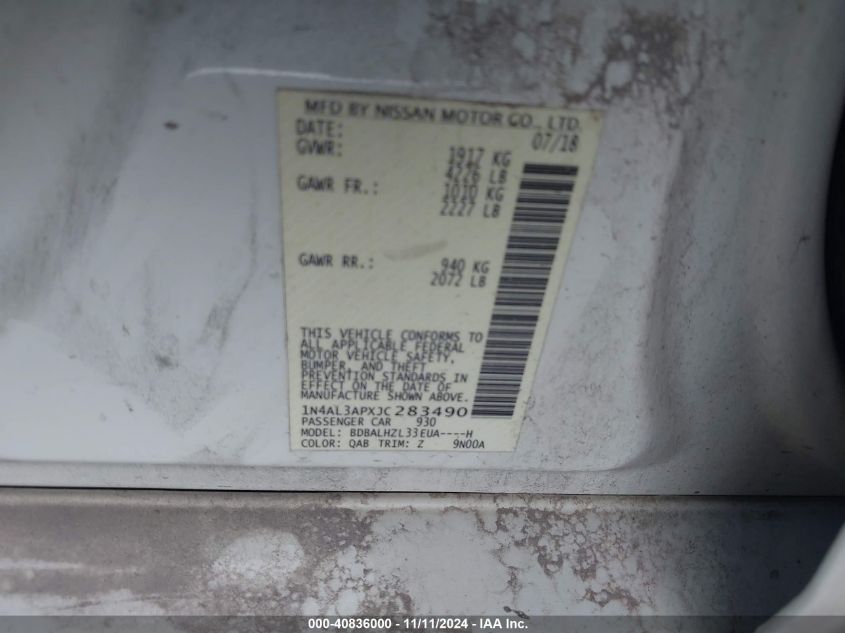 MFD BY NISSAN MOTOR CO., LTD.
DATE: 07/18
GVWR: 1917 KG
4226 LB
GAWR FR.: 1010 KG
2227 LB
GAWR RR.: 940 KG
2072 LB
THIS VEHICLE CONFORMS TO
ALL APPLICABLE FEDERAL
MOTOR VEHICLE SAFETY,
BUMPER, AND THEFT
PREVENTION STANDARDS IN
EFFECT ON THE DATE OF
MANUFACTURE SHOWN ABOVE.
1N4AL3APXJC283490
PASSENGER CAR 930
MODEL: BDBALHZL33EUA----H
COLOR: QAB TRIM: Z 9N00A
000-40836000 - 11/11/2024 - IAA Inc.